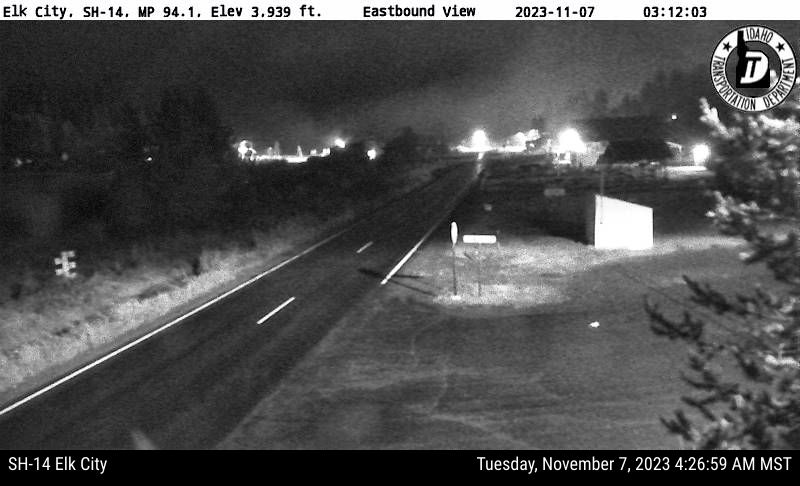 Elk City, SH-14, MP 94.1, Elev 3,939 ft. Eastbound View 2023-11-07 03:12:03
IDAHO
TRANSPORTATION DEPARTMENT
SH-14 Elk City Tuesday, November 7, 2023 4:26:59 AM MST